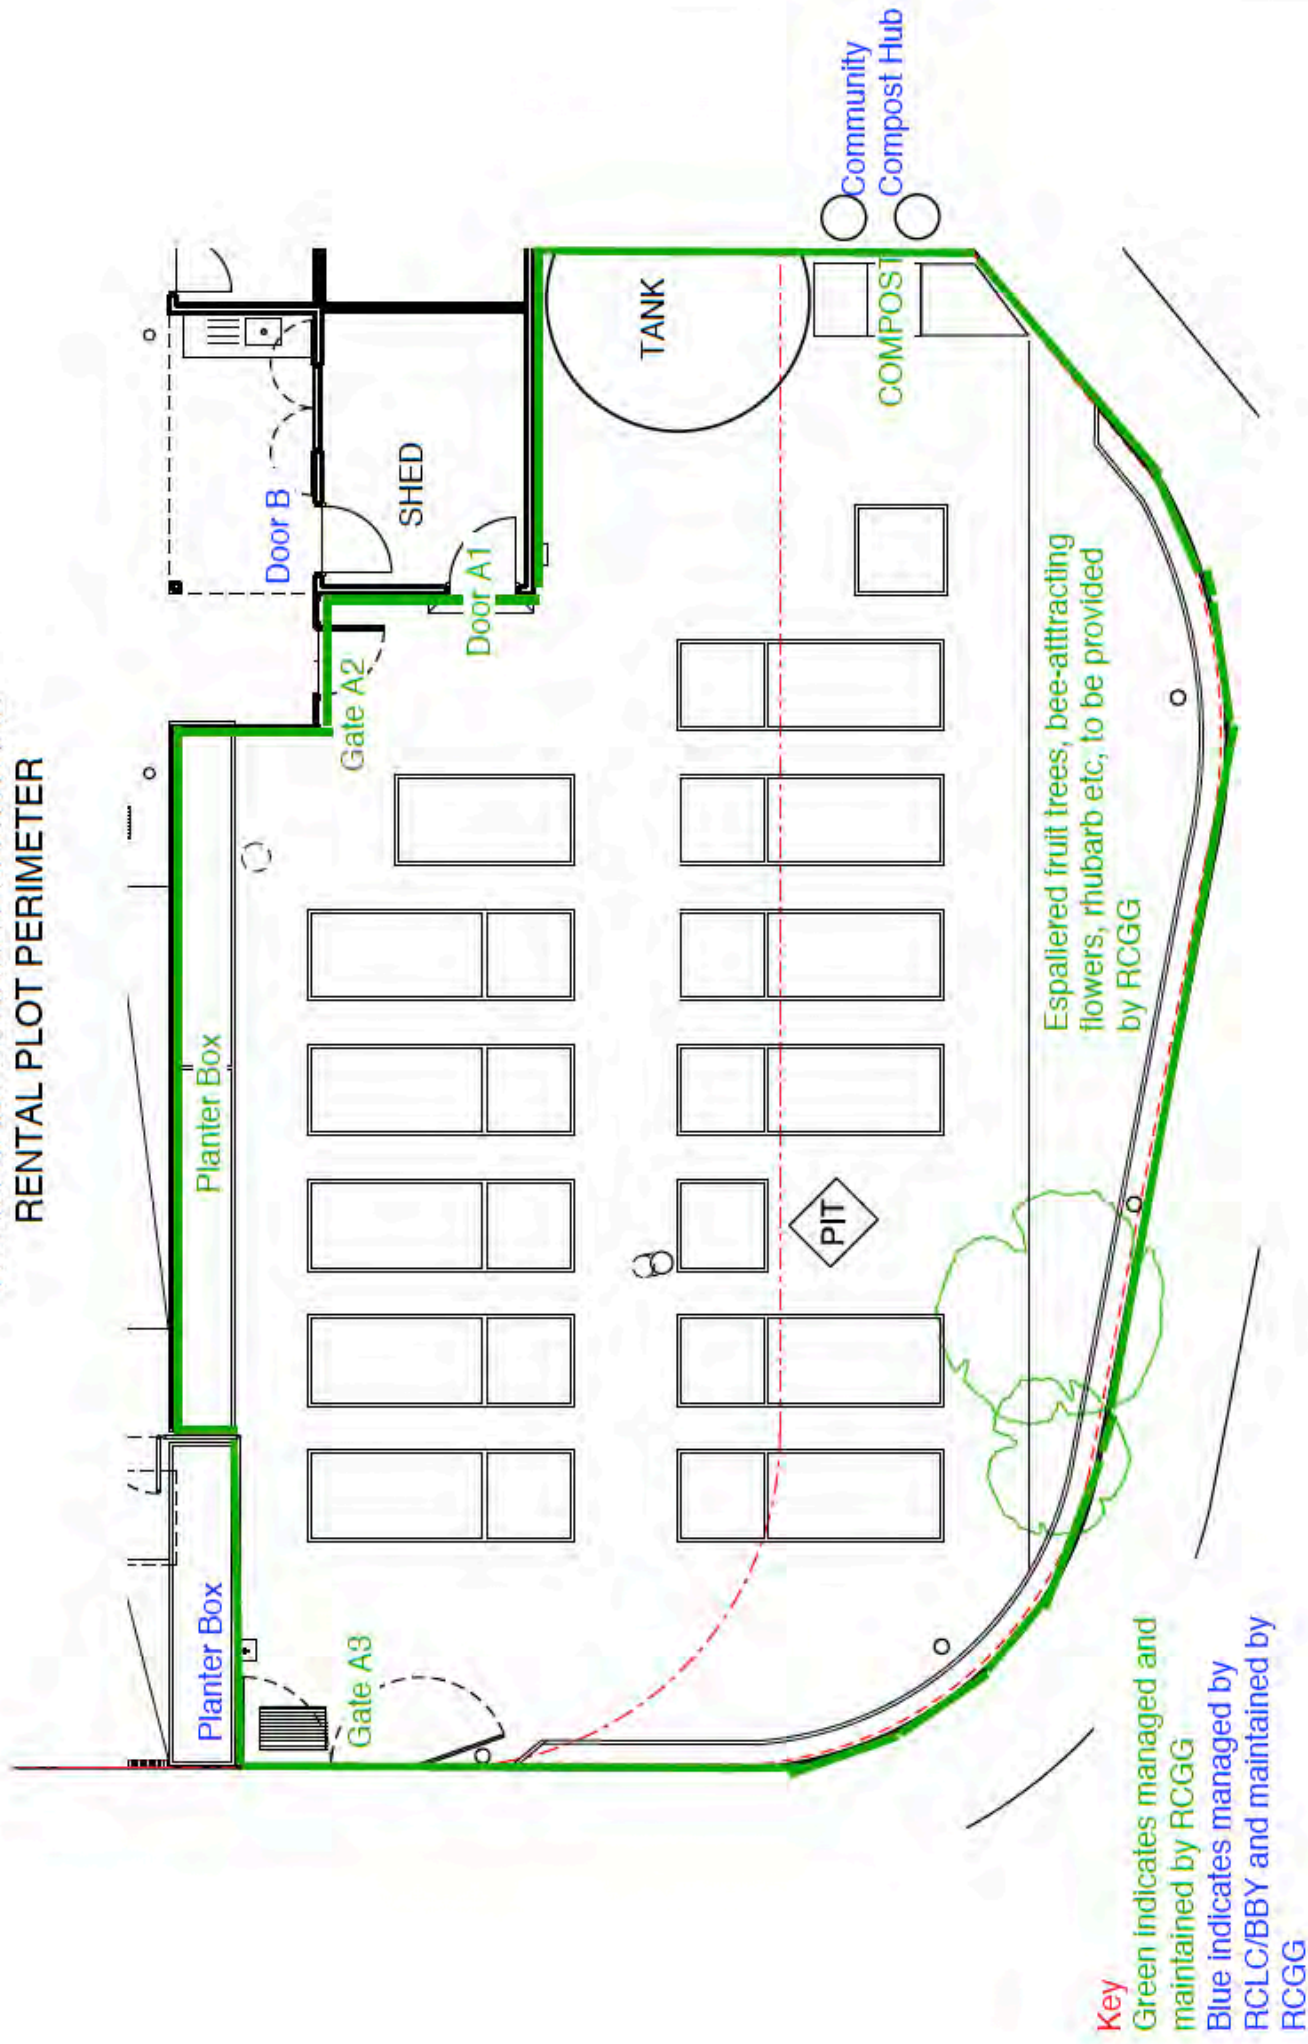 RENTAL PLOT PERIMETER
Planter Box
Planter Box
Door B
SHED
Door A1
Gate A2
Gate A3
TANK
Community
Compost Hub
COMPOST
PIT
Espaliered fruit trees, bee-atttracting
flowers, rhubarb etc, to be provided
by RCGG
Key
Green indicates managed and
maintained by RCGG
Blue indicates managed by
RCLC/BBY and maintained by
RCGG